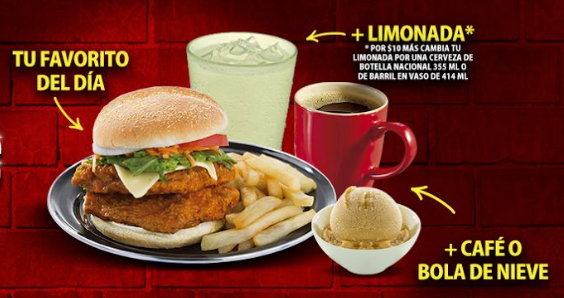 TU FAVORITO
DEL DÍA
+ LIMONADA*
* POR $10 MÁS CAMBIA TU
LIMONADA POR UNA CERVEZA DE
BOTELLA NACIONAL 355 ML O
DE BARRIL EN VASO DE 414 ML
+ CAFÉ O
BOLA DE NIEVE